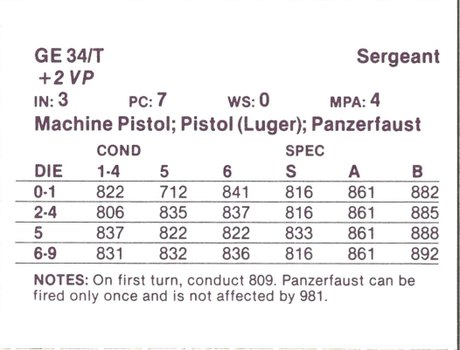 GE 34/T Sergeant
+2 VP
IN: 3 PC: 7 WS: 0 MPA: 4
Machine Pistol; Pistol (Luger); Panzerfaust
COND SPEC
DIE 1-4 5 6 S A B
0-1 822 712 841 816 861 882
2-4 806 835 837 816 861 885
5 837 822 822 833 861 888
6-9 831 832 836 816 861 892
NOTES: On first turn, conduct 809. Panzerfaust can be
fired only once and is not affected by 981.